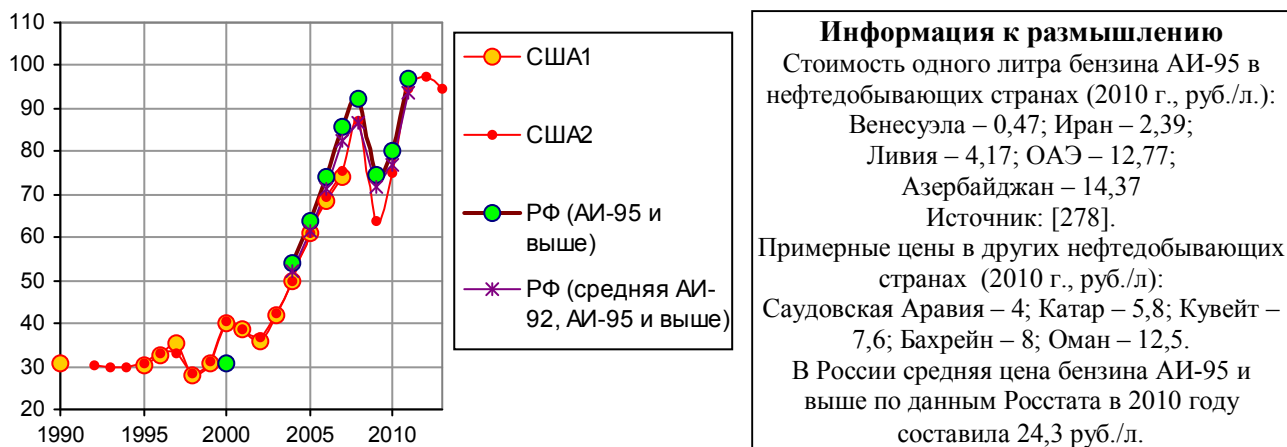 110
100
90
80
70
60
50
40
30
20
1990 1995 2000 2005 2010
США1
США2
РФ (АИ-95 и
выше)
РФ (средняя АИ-
92, АИ-95 и выше)
Информация к размышлению
Стоимость одного литра бензина АИ-95 в
нефтедобывающих странах (2010 г., руб./л.):
Венесуэла – 0,47; Иран – 2,39;
Ливия – 4,17; ОАЭ – 12,77;
Азербайджан – 14,37
Источник: [278].
Примерные цены в других нефтедобывающих
странах (2010 г., руб./л):
Саудовская Аравия – 4; Катар – 5,8; Кувейт –
7,6; Бахрейн – 8; Оман – 12,5.
В России средняя цена бензина АИ-95 и
выше по данным Росстата в 2010 году
составила 24,3 руб./л.